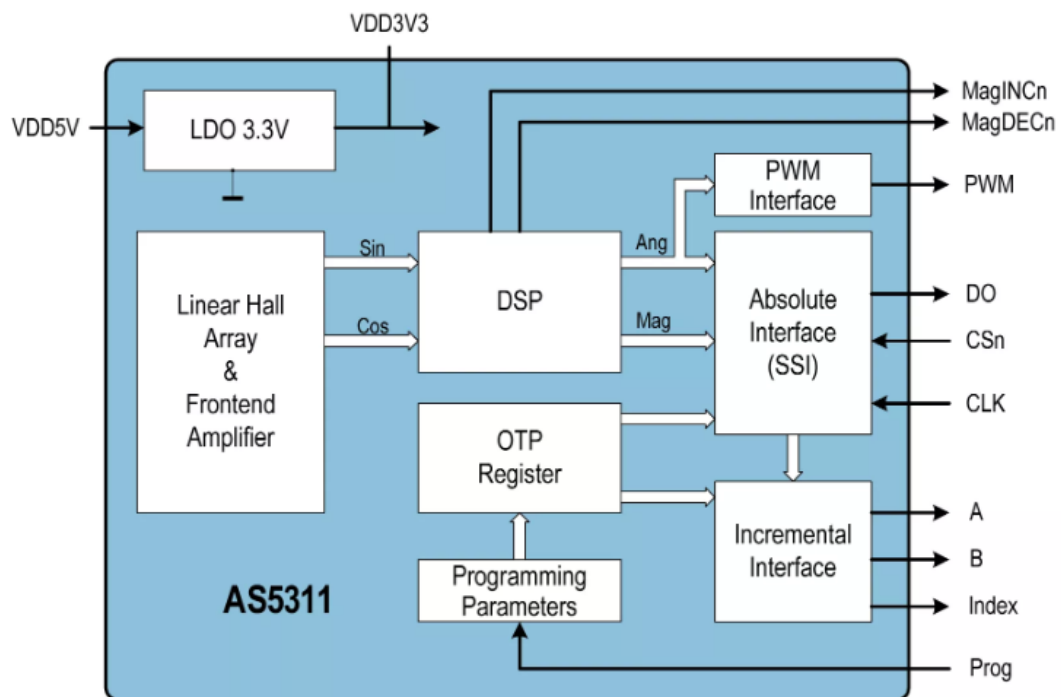 VDD3V3
VDD5V
LDO 3.3V
MagINCn
MagDECn
PWM
Interface
PWM
Linear Hall
Array
&
Frontend
Amplifier
Sin
Cos
DSP
Ang
Mag
Absolute
Interface
(SSI)
DO
CSn
CLK
OTP
Register
Incremental
Interface
A
B
Index
Programming
Parameters
AS5311
Prog